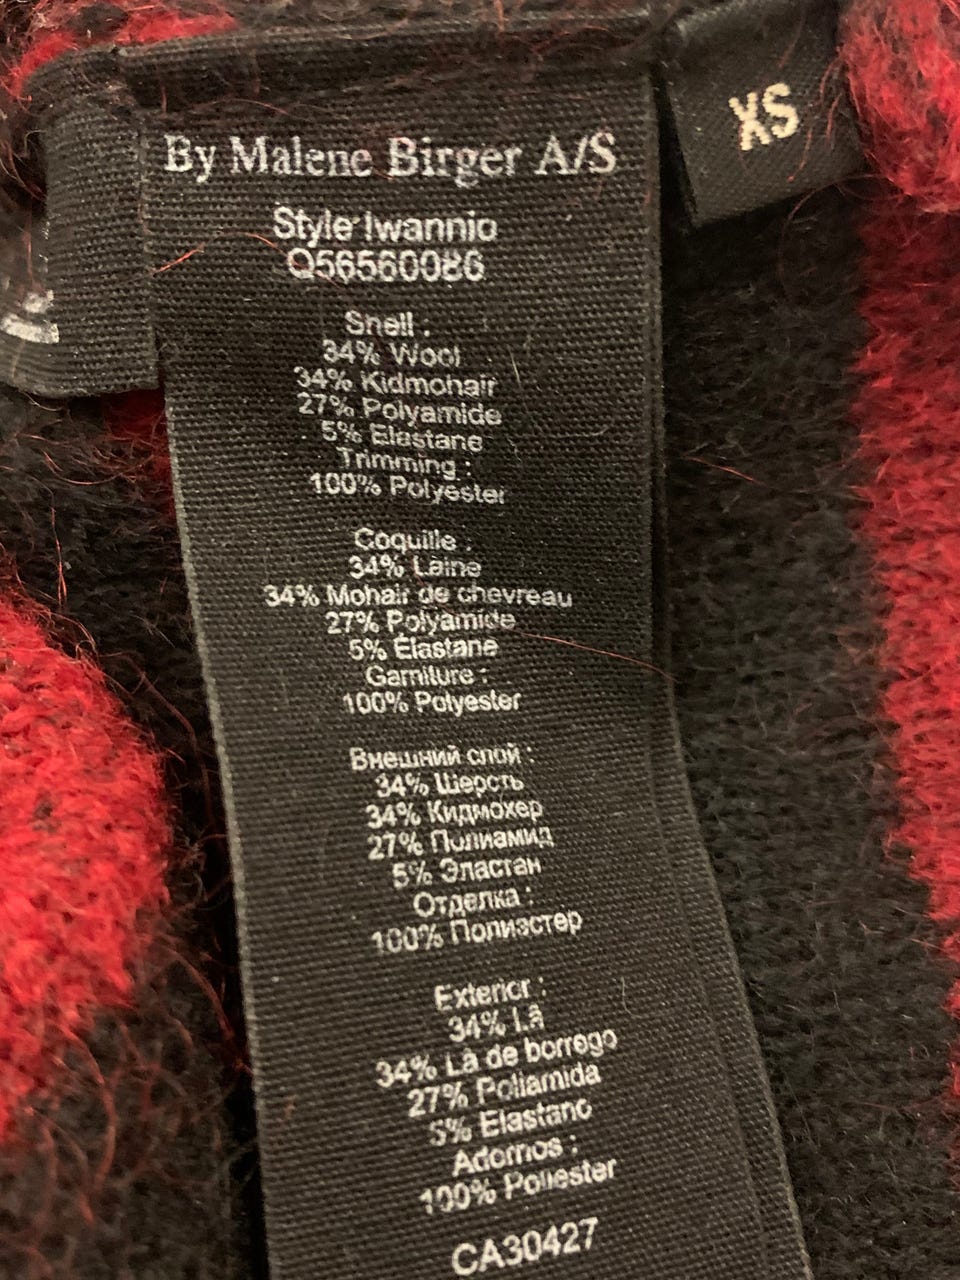 By Malene Birger A/S
XS
Style Iwannio
Q56560086
Shell :
34% Wool
34% Kidmohair
27% Polyamide
5% Elastane
Trimming :
100% Polyester
Coquille :
34% Laine
34% Mohair de chevreau
27% Polyamide
5% Élastane
Garniture :
100% Polyester
Внешний слой :
34% Шерсть
34% Кидмохер
27% Полиамид
5% Эластан
Отделка :
100% Полиэстер
Exterior :
34% Lã
34% Lã de borrego
27% Poliamida
5% Elastano
Adornos :
100% Poliester
CA30427